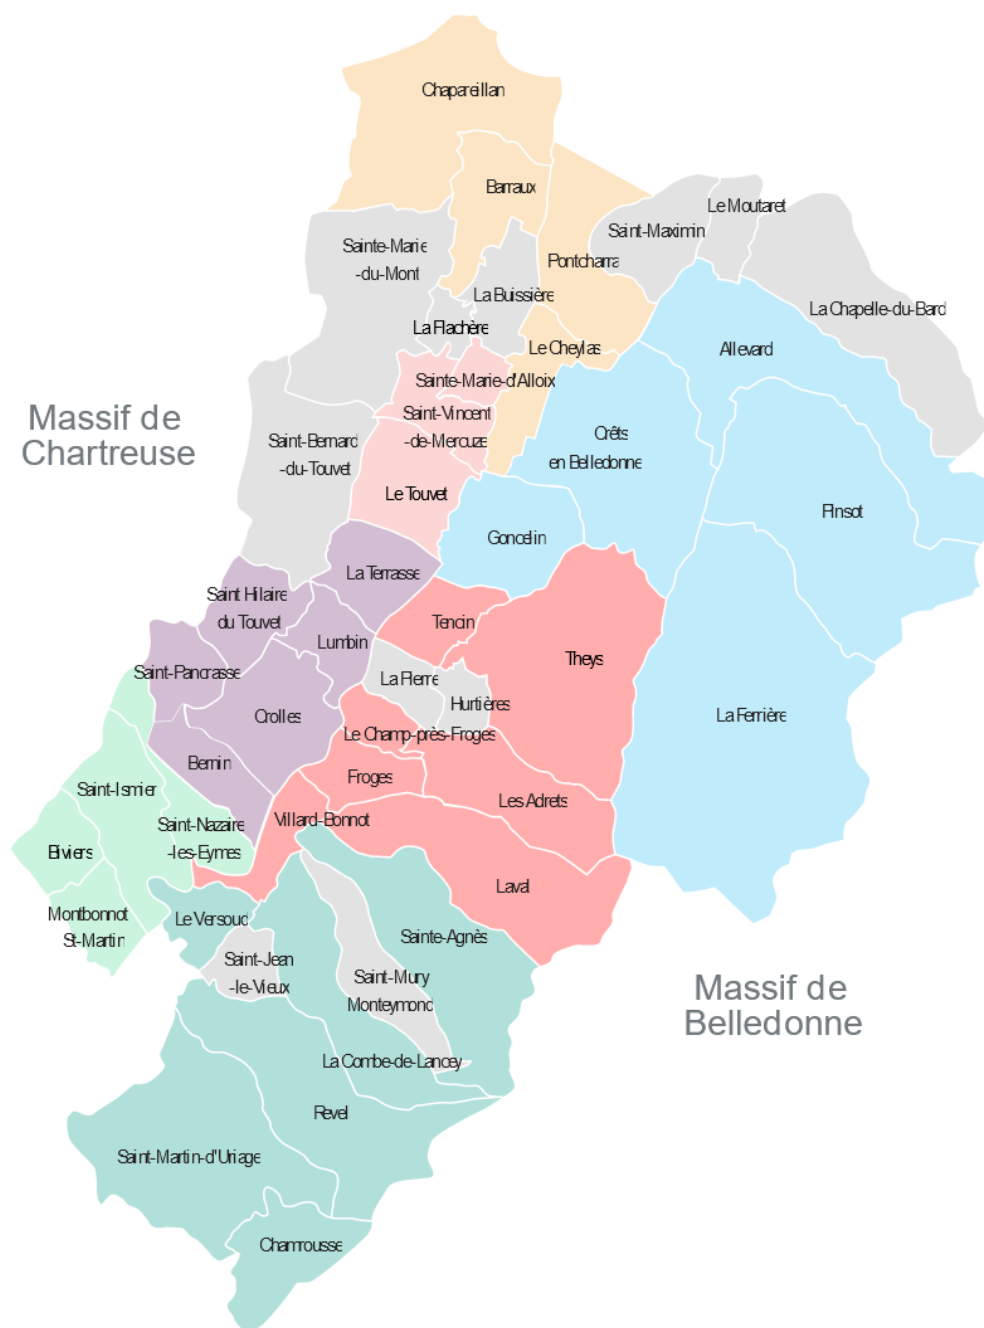 Chapareillan
Barraux
Le Moutaret
Saint-Maximin
Sainte-Marie
-du-Mont
Pontcharra
La Buissière
La Chapelle-du-Bard
La Flachère
Le Cheylas
Allevard
Sainte-Marie-d'Alloix
Massif de
Chartreuse
Saint-Vincent
-de-Mercuze
Saint-Bernard
-du-Touvet
Crêts
en Belledonne
Le Touvet
Pinsot
Goncelin
La Terrasse
Saint Hilaire
du Touvet
Tencin
Lumbin
Theys
Saint-Pancrasse
La Pierre
Hurtières
Crolles
La Ferrière
Le Champ-près-Froges
Bernin
Froges
Saint-Ismier
Les Adrets
Villard-Bonnot
Saint-Nazaire
-les-Eymes
Biviers
Laval
Montbonnot
St-Martin
Le Versoud
Sainte-Agnès
Saint-Jean
-le-Vieux
Saint-Mury
Monteymond
Massif de
Belledonne
La Combe-de-Lancey
Revel
Saint-Martin-d'Uriage
Chamrousse